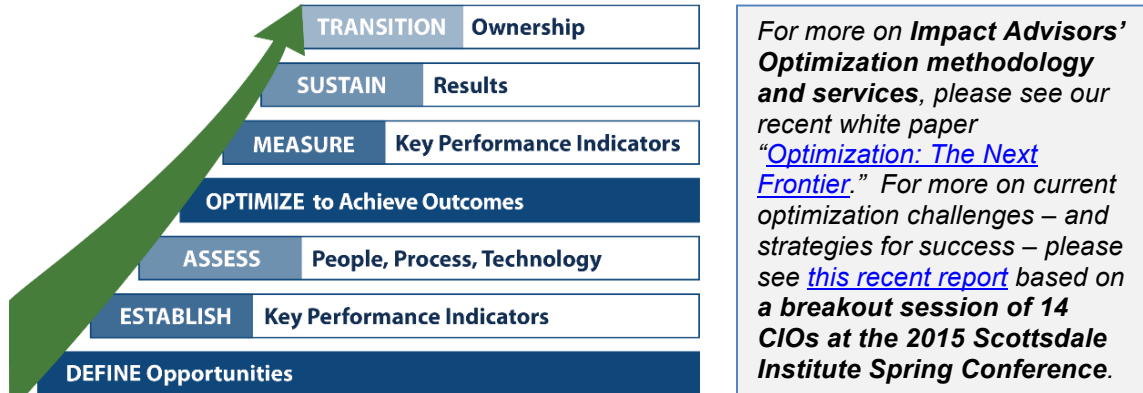 TRANSITION Ownership
SUSTAIN Results
MEASURE Key Performance Indicators
OPTIMIZE to Achieve Outcomes
ASSESS People, Process, Technology
ESTABLISH Key Performance Indicators
DEFINE Opportunities
For more on Impact Advisors’
Optimization methodology
and services, please see our
recent white paper
“Optimization: The Next
Frontier.” For more on current
optimization challenges – and
strategies for success – please
see this recent report based on
a breakout session of 14
CIOs at the 2015 Scottsdale
Institute Spring Conference.